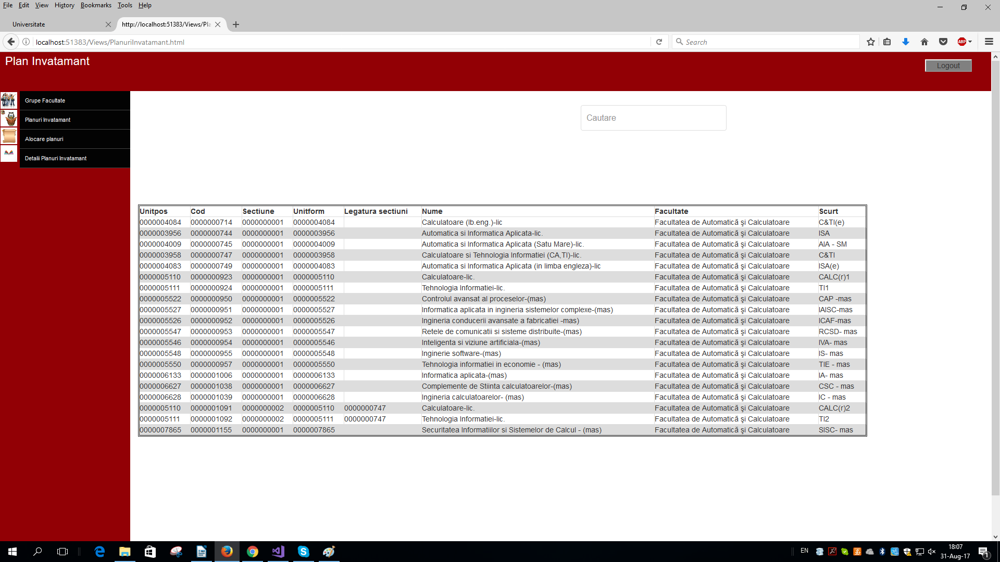 File Edit View History Bookmarks Tools Help
Universitate
http://localhost:51383/Views/Pla
localhost:51383/Views/PlanuriInvatamant.html
Search
ABP
Plan Invatamant
Logout
Grupe Facultate
Planuri Invatamant
Alocare planuri
Detalii Planuri Invatamant
Cautare
Unitpos Cod Sectiune Unitform Legatura sectiuni Nume Facultate Scurt
0000004084 0000000714 0000000001 0000004084 Calculatoare (lb.eng.)-lic Facultatea de Automatică şi Calculatoare C&TI(e)
0000003956 0000000744 0000000001 0000003956 Automatica si Informatica Aplicata-lic. Facultatea de Automatică şi Calculatoare ISA
0000004009 0000000745 0000000001 0000004009 Automatica si Informatica Aplicata (Satu Mare)-lic. Facultatea de Automatică şi Calculatoare AIA - SM
0000003958 0000000747 0000000001 0000003958 Calculatoare si Tehnologia Informatiei (CA,TI)-lic. Facultatea de Automatică şi Calculatoare C&TI
0000004083 0000000749 0000000001 0000004083 Automatica si Informatica Aplicata (in limba engleza)-lic Facultatea de Automatică şi Calculatoare ISA(e)
0000005110 0000000923 0000000001 0000005110 Calculatoare-lic. Facultatea de Automatică şi Calculatoare CALC(r)1
0000005111 0000000924 0000000001 0000005111 Tehnologia Informatiei-lic. Facultatea de Automatică şi Calculatoare TI1
0000005522 0000000950 0000000001 0000005522 Controlul avansat al proceselor-(mas) Facultatea de Automatică şi Calculatoare CAP -mas
0000005527 0000000951 0000000001 0000005527 Informatica aplicata in ingineria sistemelor complexe-(mas) Facultatea de Automatică şi Calculatoare IAISC-mas
0000005526 0000000952 0000000001 0000005526 Ingineria conducerii avansate a fabricatiei -mas) Facultatea de Automatică şi Calculatoare ICAF-mas
0000005547 0000000953 0000000001 0000005547 Retele de comunicatii si sisteme distribuite-(mas) Facultatea de Automatică şi Calculatoare RCSD- mas
0000005546 0000000954 0000000001 0000005546 Inteligenta si viziune artificiala-(mas) Facultatea de Automatică şi Calculatoare IVA- mas
0000005548 0000000955 0000000001 0000005548 Inginerie software-(mas) Facultatea de Automatică şi Calculatoare IS- mas
0000005550 0000000957 0000000001 0000005550 Tehnologia informatiei in economie - (mas) Facultatea de Automatică şi Calculatoare TIE - mas
0000006133 0000001006 0000000001 0000006133 Informatica aplicata-(mas) Facultatea de Automatică şi Calculatoare IA- mas
0000006627 0000001038 0000000001 0000006627 Complemente de Stiinta calculatoarelor-(mas) Facultatea de Automatică şi Calculatoare CSC - mas
0000006628 0000001039 0000000001 0000006628 Ingineria calculatoarelor- (mas) Facultatea de Automatică şi Calculatoare IC - mas
0000005110 0000001091 0000000002 0000005110 0000000747 Calculatoare-lic. Facultatea de Automatică şi Calculatoare CALC(r)2
0000005111 0000001092 0000000002 0000005111 0000000747 Tehnologia Informatiei-lic. Facultatea de Automatică şi Calculatoare TI2
0000007865 0000001155 0000000001 0000007865 Securitatea Informatiilor si Sistemelor de Calcul - (mas) Facultatea de Automatică şi Calculatoare SISC- mas
EN
18:07
31-Aug-17
1